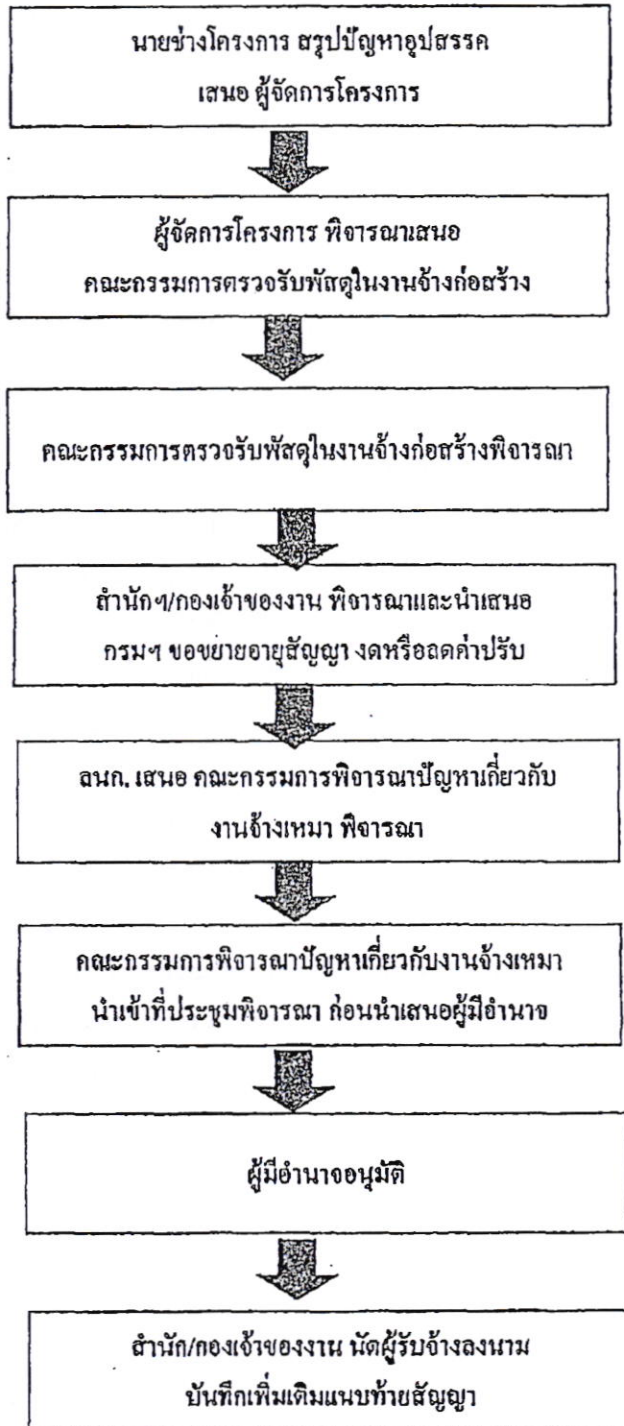 นายช่างโครงการ สรุปปัญหาอุปสรรค
เสนอ ผู้จัดการโครงการ
ผู้จัดการโครงการ พิจารณาเสนอ
คณะกรรมการตรวจรับพัสดุในงานจ้างก่อสร้าง
คณะกรรมการตรวจรับพัสดุในงานจ้างก่อสร้างพิจารณา
สำนักฯ/กองเจ้าของงาน พิจารณาและนำเสนอ
กรมฯ ขอขยายอายุสัญญา งดหรือลดค่าปรับ
ลนก. เสนอ คณะกรรมการพิจารณาปัญหาเกี่ยวกับ
งานจ้างเหมา พิจารณา
คณะกรรมการพิจารณาปัญหาเกี่ยวกับงานจ้างเหมา
นำเข้าที่ประชุมพิจารณา ก่อนนำเสนอผู้มีอำนาจ
ผู้มีอำนาจอนุมัติ
สำนัก/กองเจ้าของงาน นัดผู้รับจ้างลงนาม
บันทึกเพิ่มเติมแนบท้ายสัญญา